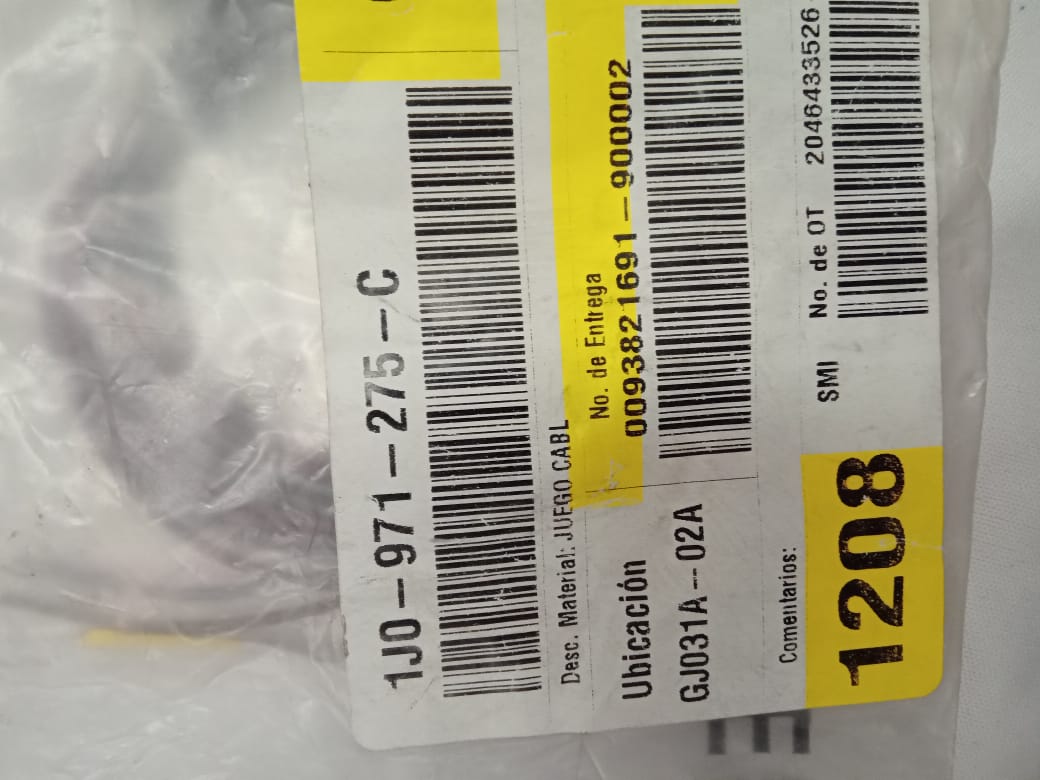 1J0-971-275-C
Desc. Material: JUEGO CABL
No. de Entrega
0093821691-900002
Ubicación
GJ031A--02A
Comentarios:
SMI
No. de OT 2046433526
1208